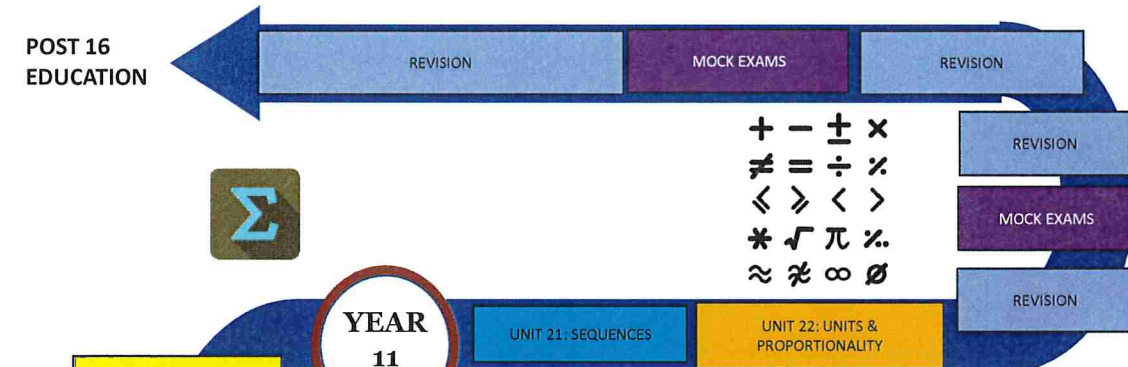 POST 16
EDUCATION
REVISION
MOCK EXAMS
REVISION
REVISION
MOCK EXAMS
REVISION
+ − ± ×
≠ = ÷ ٪
⩽ ⩾ < >
* √ π ‰
≈ ≉ ∞ ø
Σ
YEAR
11
UNIT 21: SEQUENCES
UNIT 22: UNITS &
PROPORTIONALITY